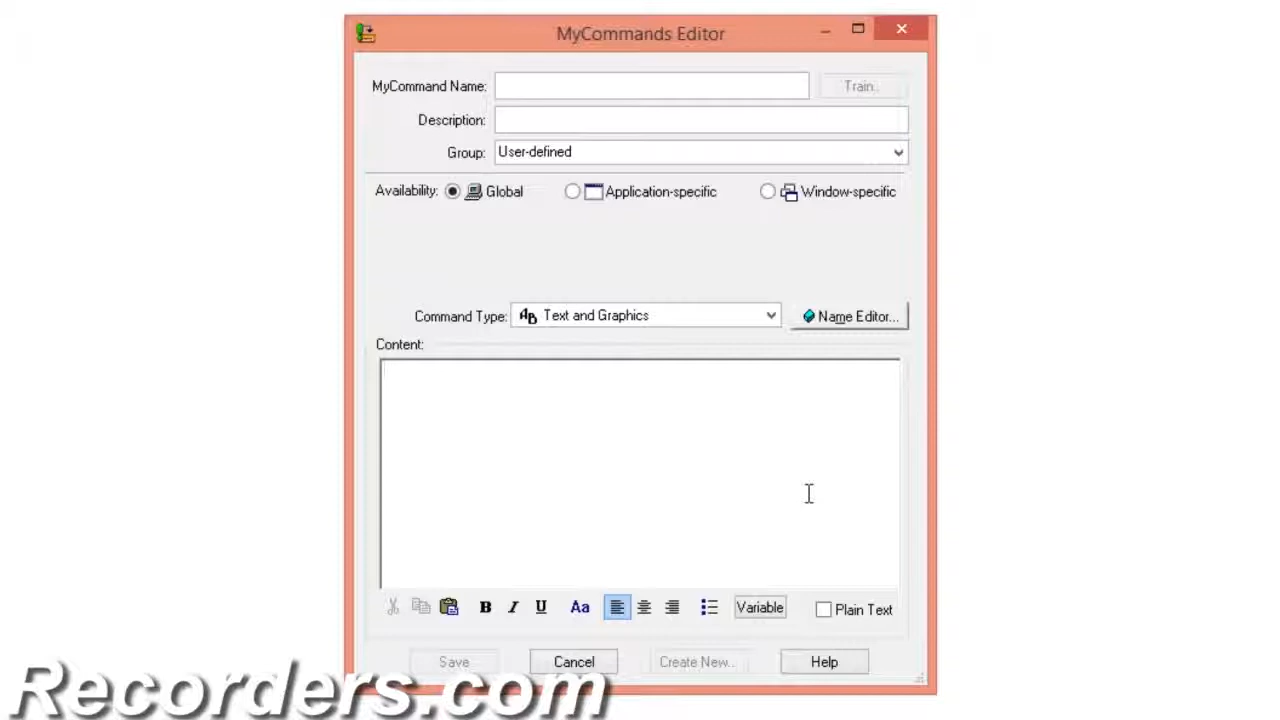 MyCommands Editor
MyCommand Name:
Train..
Description:
Group: User-defined
Availability: Global Application-specific Window-specific
Command Type: Text and Graphics Name Editor...
Content:
B I U Aa Variable Plain Text
Save Cancel Create New... Help
Recorders.com